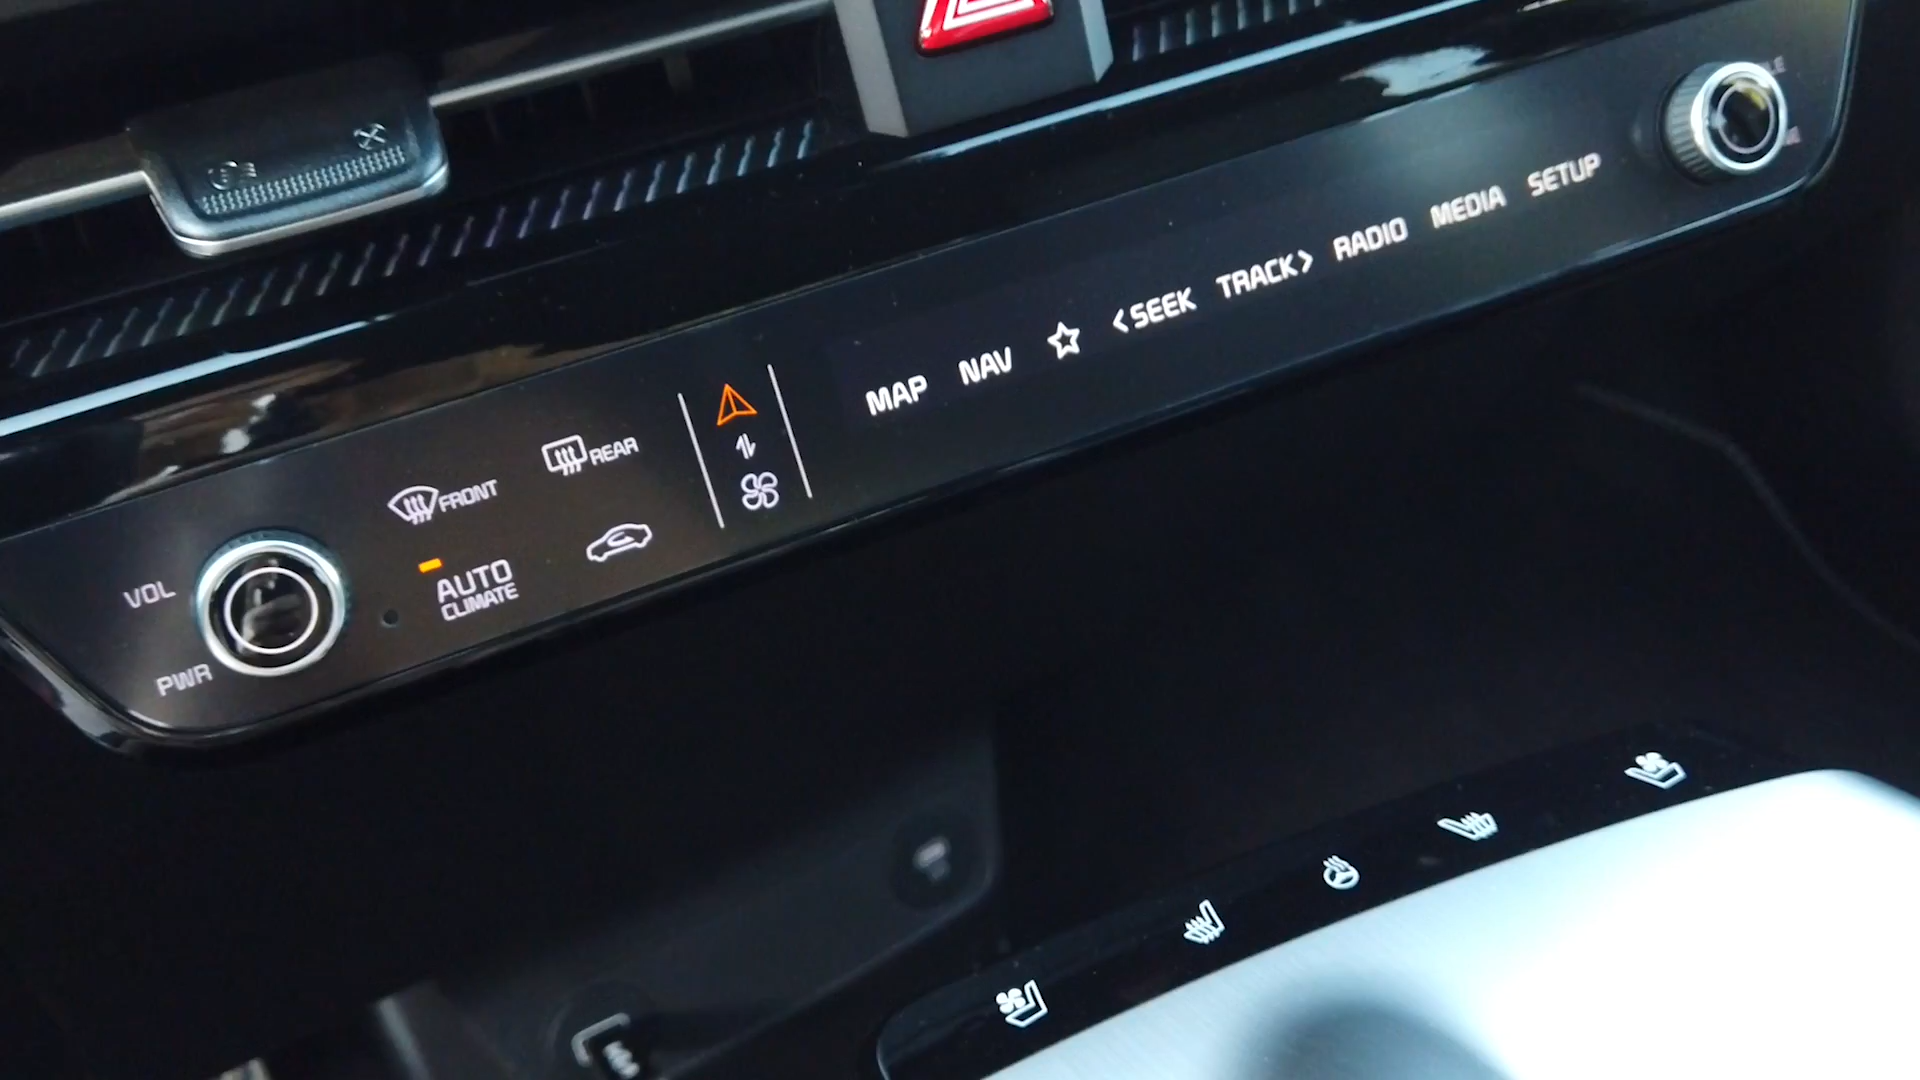 MAP NAV <SEEK TRACK> RADIO MEDIA SETUP
REAR
FRONT
VOL
AUTO
CLIMATE
PWR